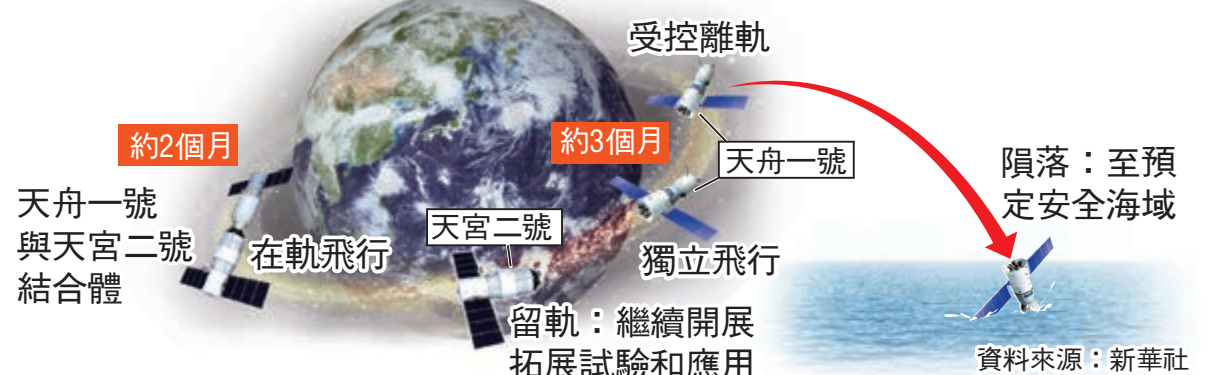 受控離軌
約2個月
約3個月
天舟一號
隕落：至預
定安全海域
天舟一號
與天宮二號
結合體
在軌飛行
天宮二號
獨立飛行
留軌：繼續開展
拓展試驗和應用
資料來源：新華社